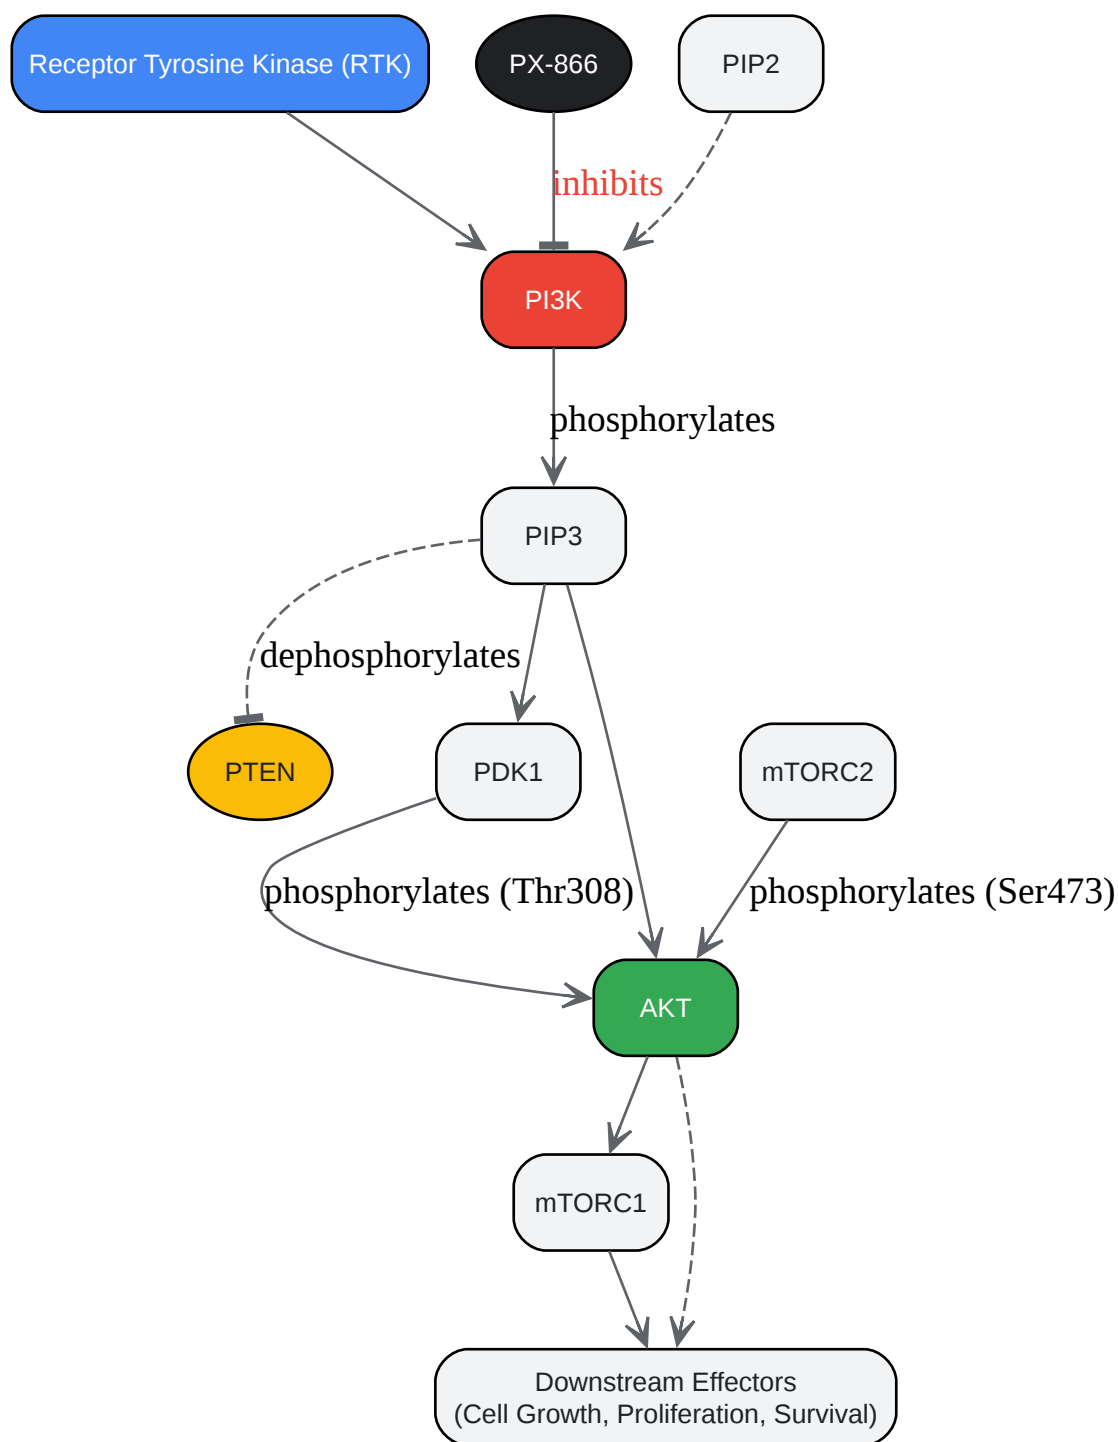 Receptor Tyrosine Kinase (RTK)
PX-866
PIP2
inhibits
PI3K
phosphorylates
PIP3
dephosphorylates
PTEN
PDK1
mTORC2
phosphorylates (Thr308)
phosphorylates (Ser473)
AKT
mTORC1
Downstream Effectors
(Cell Growth, Proliferation, Survival)